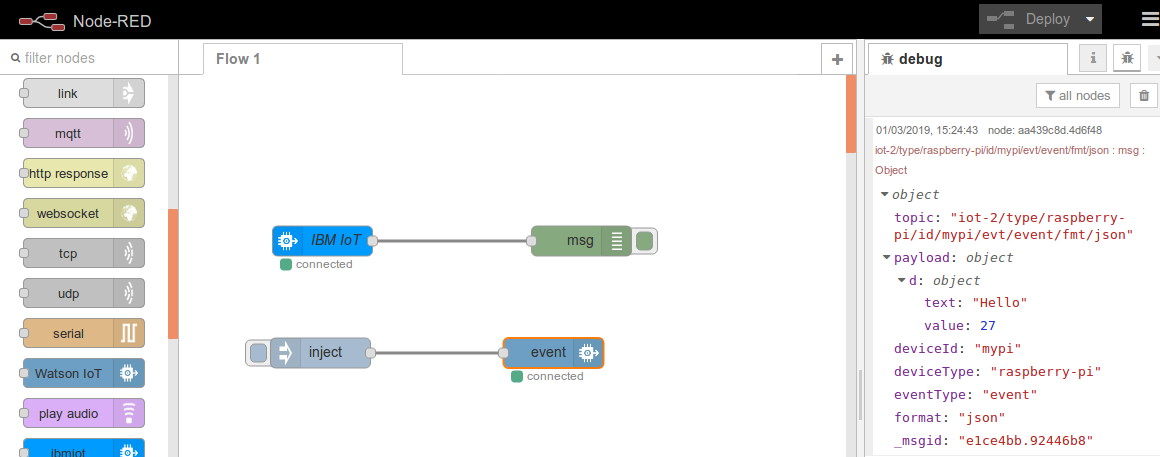 Node-RED
Deploy
filter nodes
link
mqtt
http response
websocket
tcp
udp
serial
Watson IoT
play audio
ibmiot
Flow 1
+
IBM IoT
connected
msg
inject
event
connected
debug
i
all nodes
01/03/2019, 15:24:43 node: aa439c8d.4d6f48
iot-2/type/raspberry-pi/id/mypi/evt/event/fmt/json : msg :
Object
object
topic: "iot-2/type/raspberry-
pi/id/mypi/evt/event/fmt/json"
payload: object
d: object
text: "Hello"
value: 27
deviceId: "mypi"
deviceType: "raspberry-pi"
eventType: "event"
format: "json"
_msgid: "e1ce4bb.92446b8"